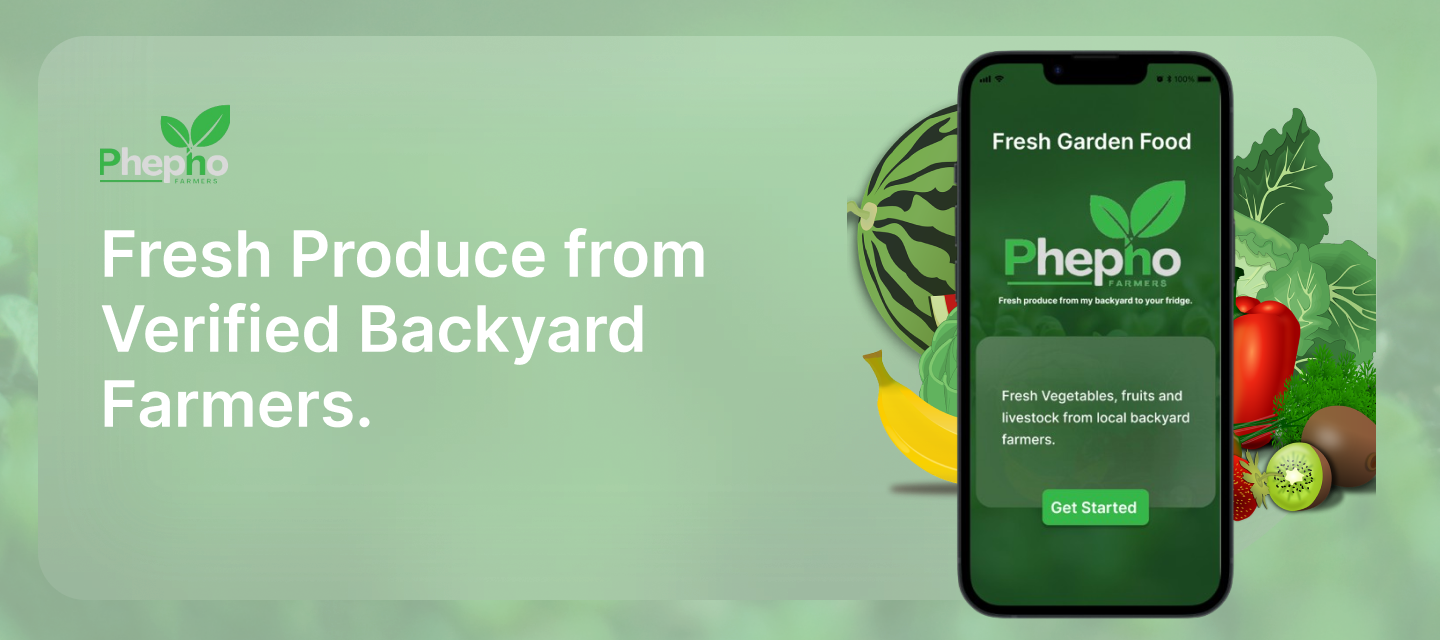 Phepho
FARMERS
Fresh Produce from
Verified Backyard
Farmers.
100%
Fresh Garden Food
Phepho
FARMERS
Fresh produce from my backyard to your fridge.
Fresh Vegetables, fruits and
livestock from local backyard
farmers.
Get Started